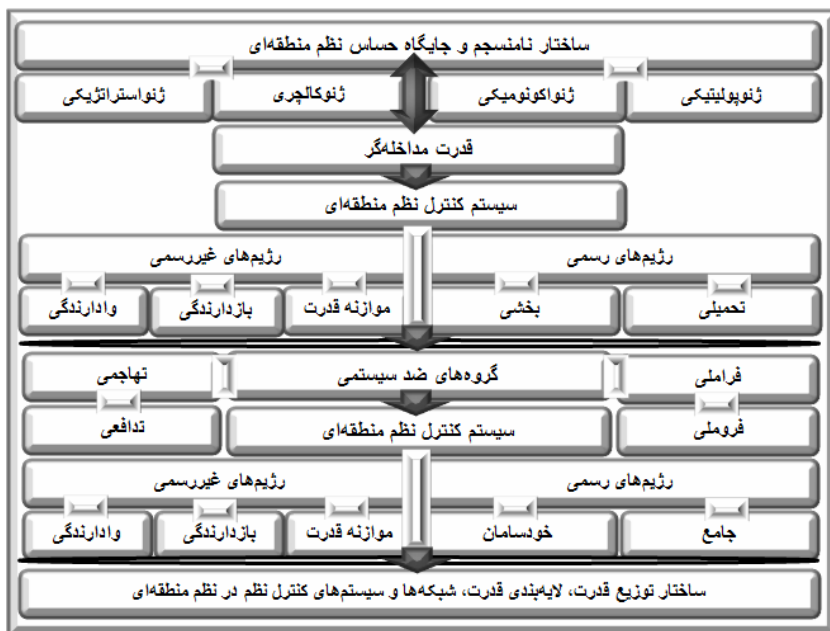 ساختار نامنسجم و جایگاه حساس نظم منطقه‌ای
ژئوپولیتیکی
ژئواکونومیکی
ژئوکالچری
ژئواستراتژیکی
قدرت مداخله‌گر
سیستم کنترل نظم منطقه‌ای
رژیم‌های رسمی
رژیم‌های غیررسمی
تحمیلی
بخشی
موازنه قدرت
بازدارندگی
وادارندگی
فراملی
گروه‌های ضد سیستمی
تهاجمی
فروملی
سیستم کنترل نظم منطقه‌ای
تدافعی
رژیم‌های رسمی
رژیم‌های غیررسمی
جامع
خودسامان
موازنه قدرت
بازدارندگی
وادارندگی
ساختار توزیع قدرت، لایه‌بندی قدرت، شبکه‌ها و سیستم‌های کنترل نظم در نظم منطقه‌ای